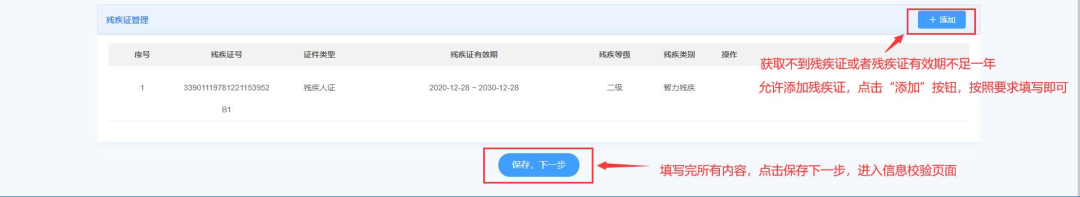 残疾证管理
+ 添加
序号 残疾证号 证件类型 残疾证有效期 残疾等级 残疾类别 操作
获取不到残疾证或者残疾证有效期不足一年
允许添加残疾证，点击“添加”按钮，按照要求填写即可
1 33901119781221153952 残疾人证 2020-12-28 ~ 2030-12-28 二级 智力残疾
B1
保存，下一步
填写完所有内容，点击保存下一步，进入信息校验页面